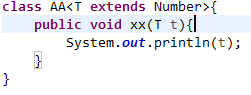 class AA<T extends Number>{
    public void xx(T t){
        System.out.println(t);
    }
}